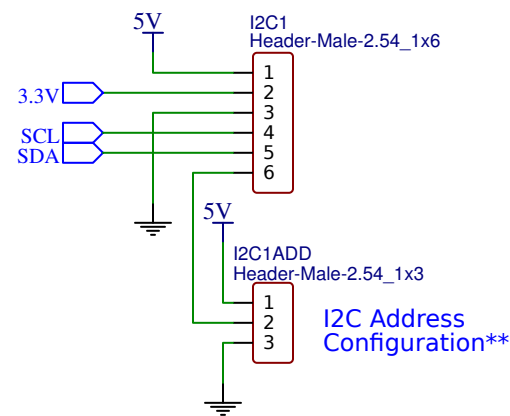 5V
I2C1
Header-Male-2.54_1x6
1
3.3V
2
3
SCL
4
SDA
5
6
5V
I2C1ADD
Header-Male-2.54_1x3
1
2
3
I2C Address
Configuration**